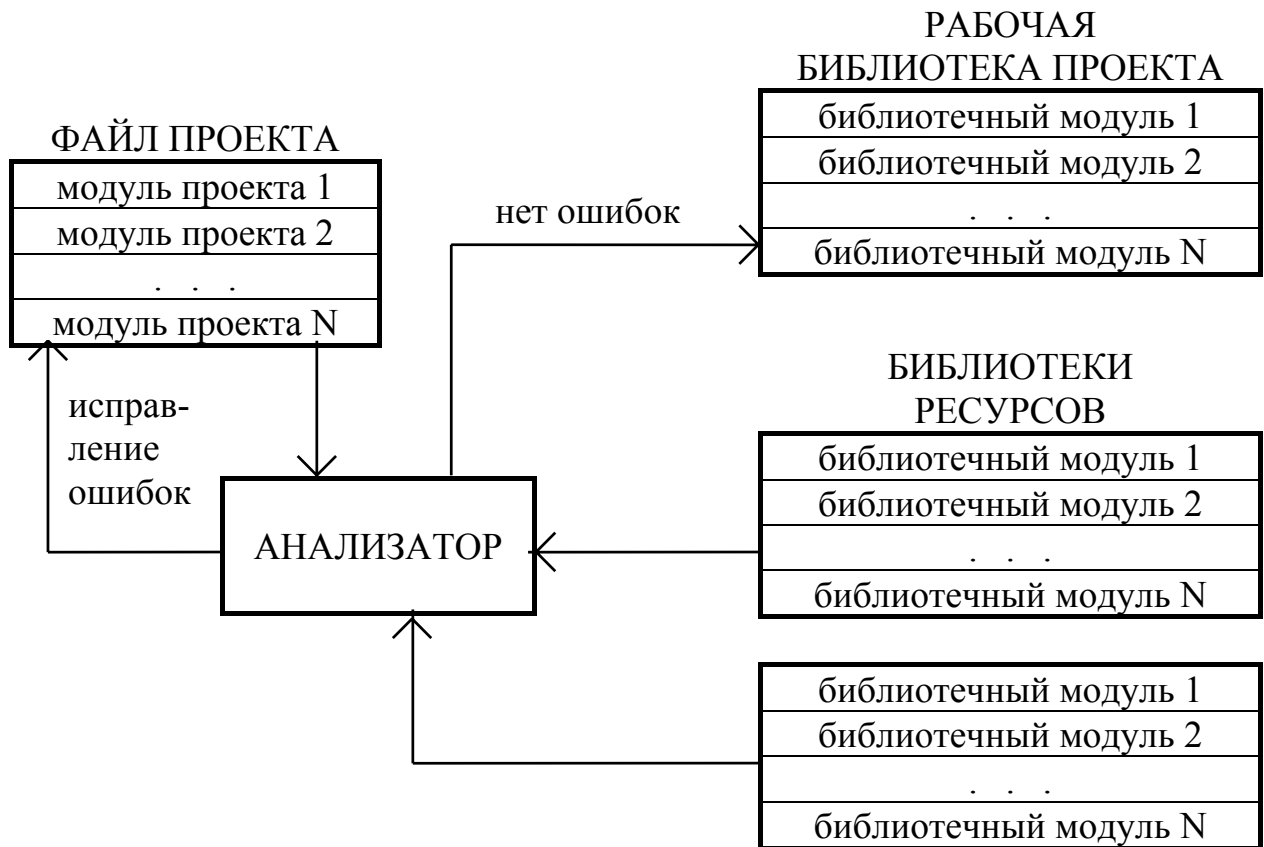 РАБОЧАЯ
БИБЛИОТЕКА ПРОЕКТА
библиотечный модуль 1
библиотечный модуль 2
. . .
библиотечный модуль N
ФАЙЛ ПРОЕКТА
модуль проекта 1
модуль проекта 2
. . .
модуль проекта N
нет ошибок
исправ-
ление
ошибок
АНАЛИЗАТОР
БИБЛИОТЕКИ
РЕСУРСОВ
библиотечный модуль 1
библиотечный модуль 2
. . .
библиотечный модуль N
библиотечный модуль 1
библиотечный модуль 2
. . .
библиотечный модуль N